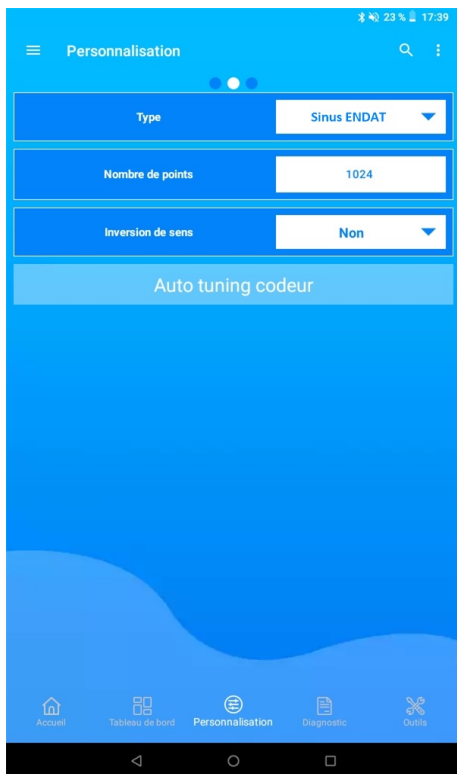 23 % 17:39
Personnalisation
Type
Sinus ENDAT
Nombre de points
1024
Inversion de sens
Non
Auto tuning codeur
Accueil
Tableau de bord
Personnalisation
Diagnostic
Outils